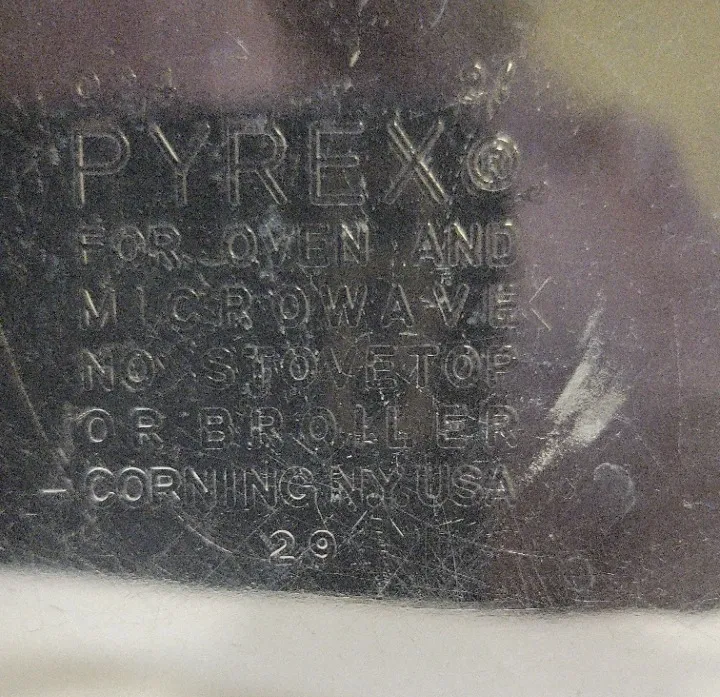 PYREX®
FOR OVEN AND
MICROWAVE
NO STOVETOP
OR BROILER
- CORNING NY. USA
29